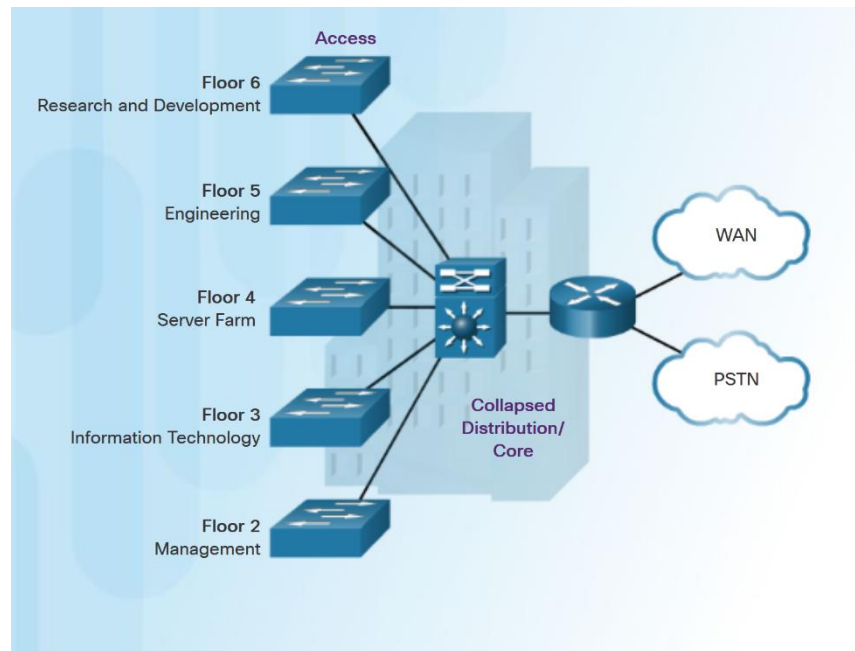 Access
Floor 6
Research and Development
Floor 5
Engineering
Floor 4
Server Farm
Floor 3
Information Technology
Floor 2
Management
Collapsed
Distribution/
Core
WAN
PSTN